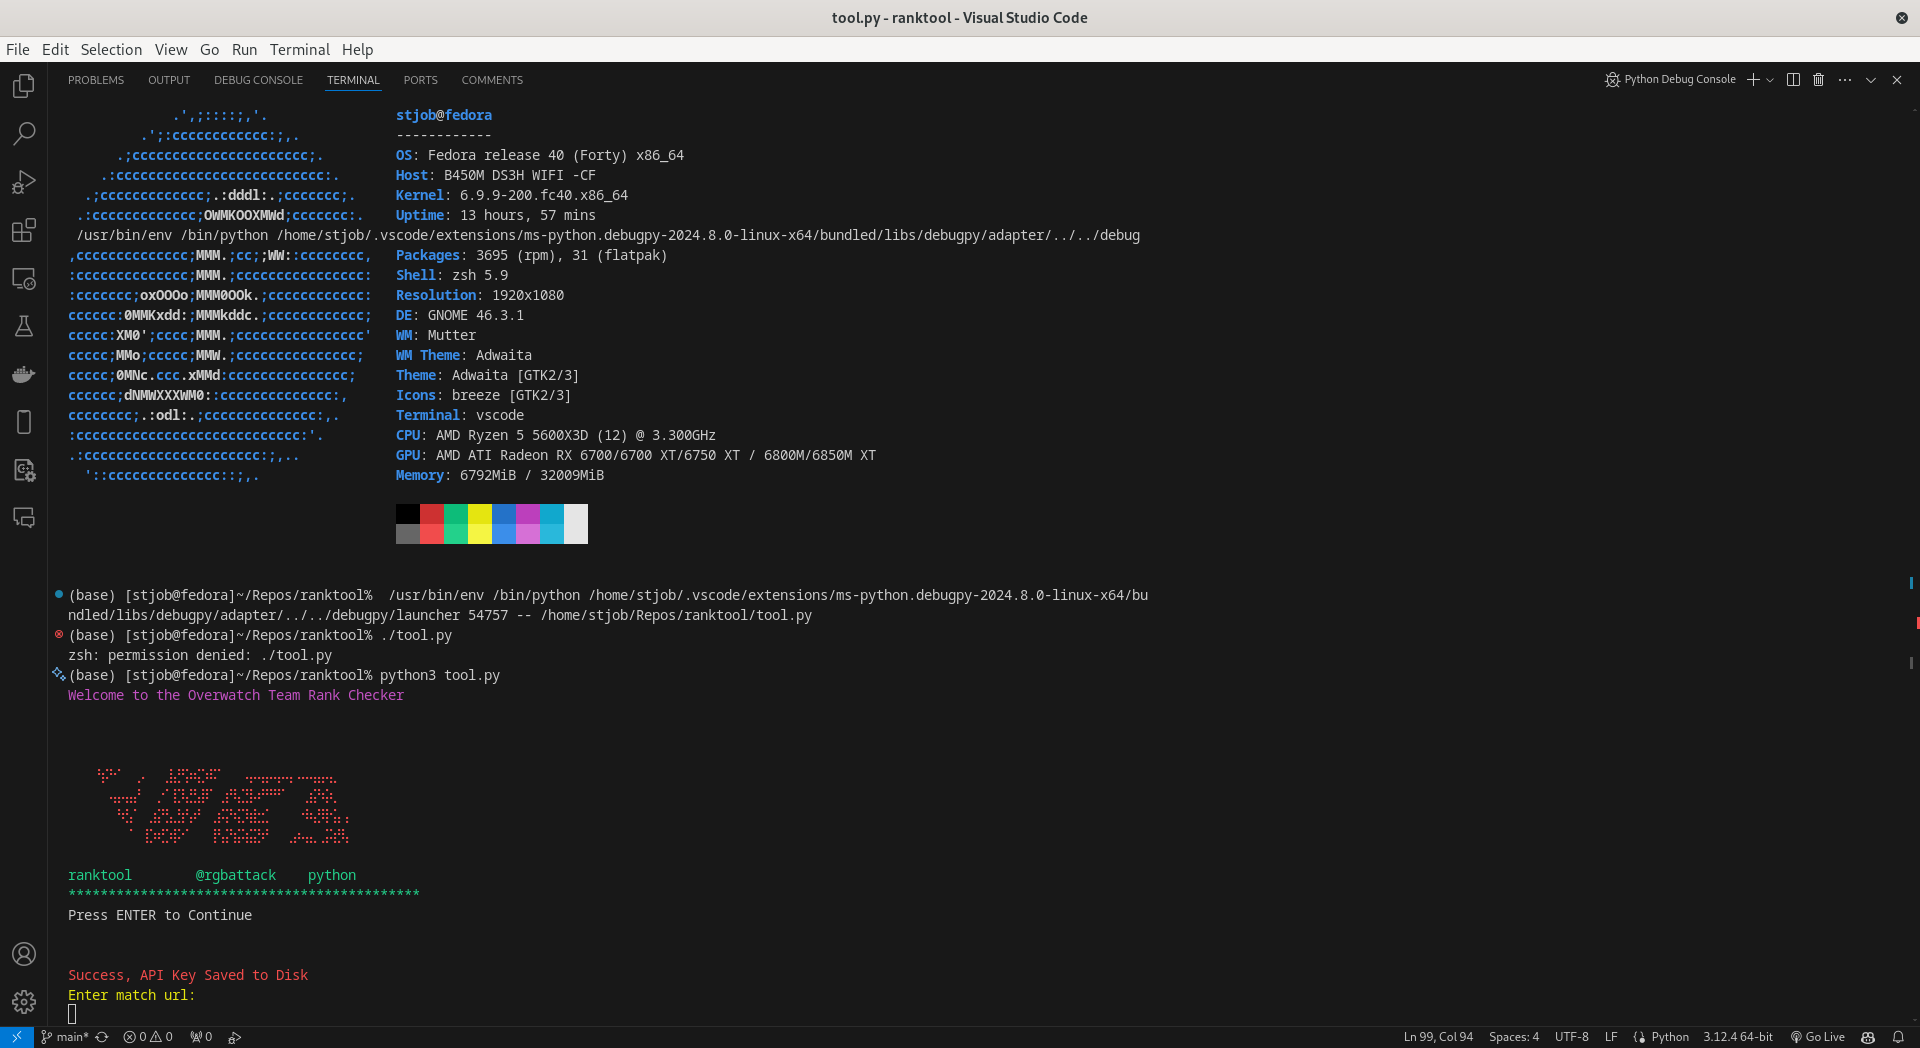 tool.py - ranktool - Visual Studio Code
File Edit Selection View Go Run Terminal Help
PROBLEMS OUTPUT DEBUG CONSOLE TERMINAL PORTS COMMENTS Python Debug Console
.',;::::;,'. stjob@fedora
.';:cccccccccccc:;,. ------------
.;cccccccccccccccccccccc;. OS: Fedora release 40 (Forty) x86_64
.:cccccccccccccccccccccccccc:. Host: B450M DS3H WIFI -CF
.;ccccccccccccc;.:dddl:.;ccccccc;. Kernel: 6.9.9-200.fc40.x86_64
.:ccccccccccccc;OWMKOOXMWd;ccccccc:. Uptime: 13 hours, 57 mins
/usr/bin/env /bin/python /home/stjob/.vscode/extensions/ms-python.debugpy-2024.8.0-linux-x64/bundled/libs/debugpy/adapter/../../debug
,cccccccccccccc;MMM.;cc;;WW::cccccccc, Packages: 3695 (rpm), 31 (flatpak)
:cccccccccccccc;MMM.;cccccccccccccccc: Shell: zsh 5.9
:ccccccc;oxOOOo;MMM0OOk.;cccccccccccc: Resolution: 1920x1080
cccccc:0MMKxdd:;MMMkddc.;cccccccccccc; DE: GNOME 46.3.1
ccccc:XM0';cccc;MMM.;cccccccccccccccc' WM: Mutter
ccccc;MMo;ccccc;MMW.;ccccccccccccccc; WM Theme: Adwaita
ccccc;0MNc.ccc.xMMd:ccccccccccccccc; Theme: Adwaita [GTK2/3]
cccccc;dNMWXXXWM0::cccccccccccccc:, Icons: breeze [GTK2/3]
cccccccc;.:odl:.;cccccccccccccc:,. Terminal: vscode
:cccccccccccccccccccccccccccc:'. CPU: AMD Ryzen 5 5600X3D (12) @ 3.300GHz
.:cccccccccccccccccccccc:;,.. GPU: AMD ATI Radeon RX 6700/6700 XT/6750 XT / 6800M/6850M XT
'::cccccccccccccc::;,. Memory: 6792MiB / 32009MiB
(base) [stjob@fedora]~/Repos/ranktool%  /usr/bin/env /bin/python /home/stjob/.vscode/extensions/ms-python.debugpy-2024.8.0-linux-x64/bu
ndled/libs/debugpy/adapter/../../debugpy/launcher 54757 -- /home/stjob/Repos/ranktool/tool.py
(base) [stjob@fedora]~/Repos/ranktool% ./tool.py
zsh: permission denied: ./tool.py
(base) [stjob@fedora]~/Repos/ranktool% python3 tool.py
Welcome to the Overwatch Team Rank Checker
ranktool @rgbattack python
********************************************
Press ENTER to Continue
Success, API Key Saved to Disk
Enter match url:
main* 0 0 0 Ln 99, Col 94 Spaces: 4 UTF-8 LF Python 3.12.4 64-bit Go Live